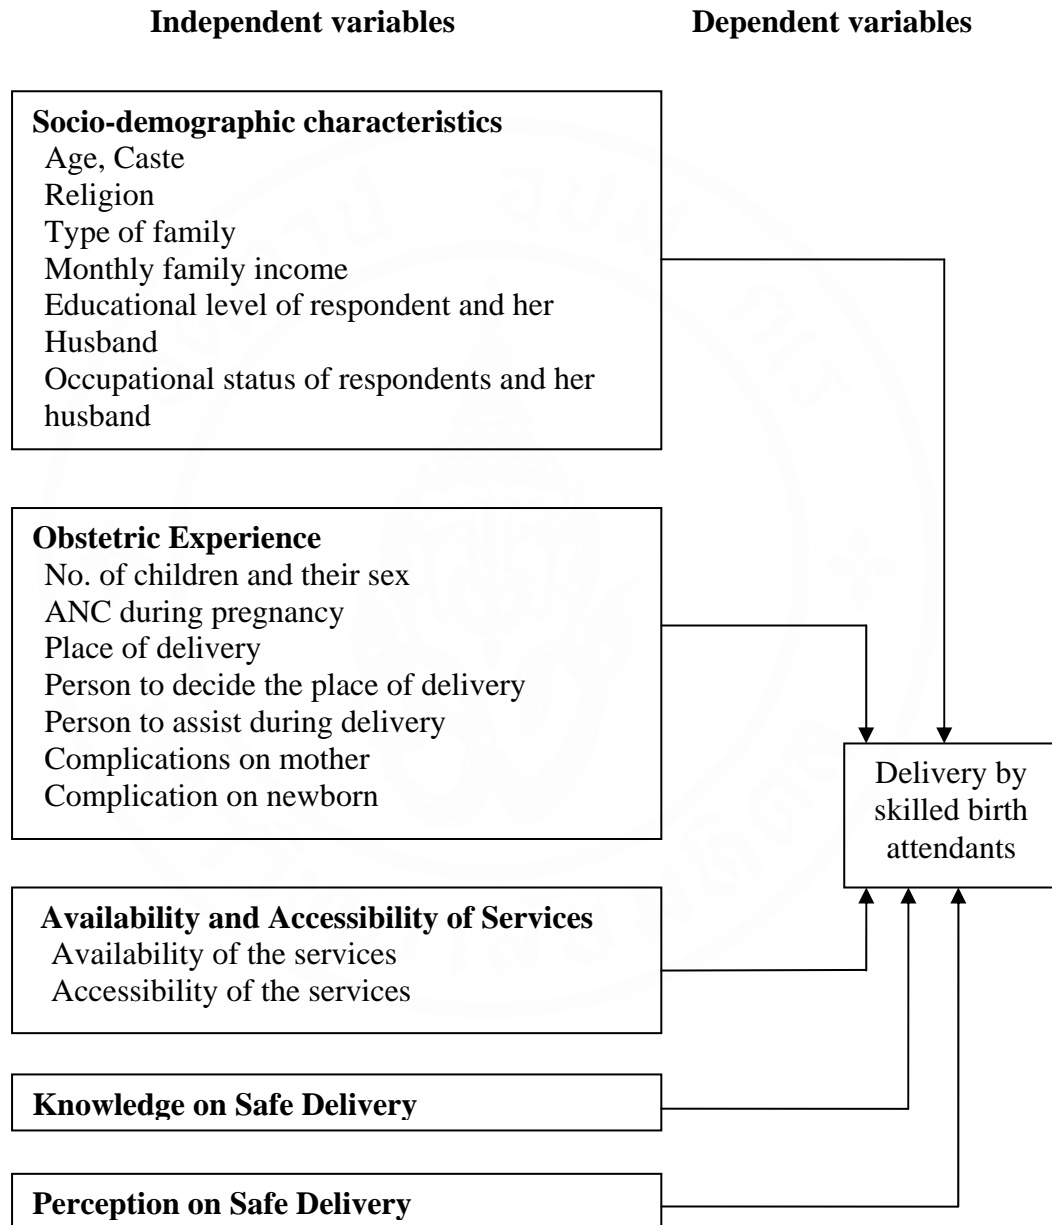 Independent variables
Dependent variables
Socio-demographic characteristics
Age, Caste
Religion
Type of family
Monthly family income
Educational level of respondent and her
Husband
Occupational status of respondents and her
husband
Obstetric Experience
No. of children and their sex
ANC during pregnancy
Place of delivery
Person to decide the place of delivery
Person to assist during delivery
Complications on mother
Complication on newborn
Delivery by
skilled birth
attendants
Availability and Accessibility of Services
Availability of the services
Accessibility of the services
Knowledge on Safe Delivery
Perception on Safe Delivery